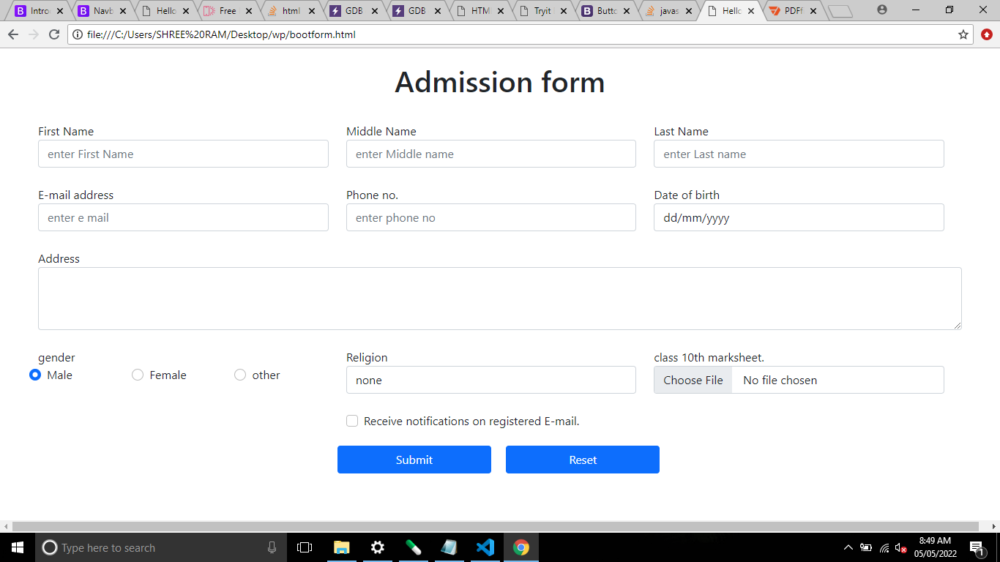 Intro Navb Hello Free html GDB GDB HTM Tryit Butto javas Hello PDFf
file:///C:/Users/SHREE%20RAM/Desktop/wp/bootform.html
Admission form
First Name Middle Name Last Name
enter First Name enter Middle name enter Last name
E-mail address Phone no. Date of birth
enter e mail enter phone no dd/mm/yyyy
Address
gender Religion class 10th marksheet.
Male Female other none Choose File No file chosen
Receive notifications on registered E-mail.
Submit Reset
Type here to search
8:49 AM
05/05/2022
1